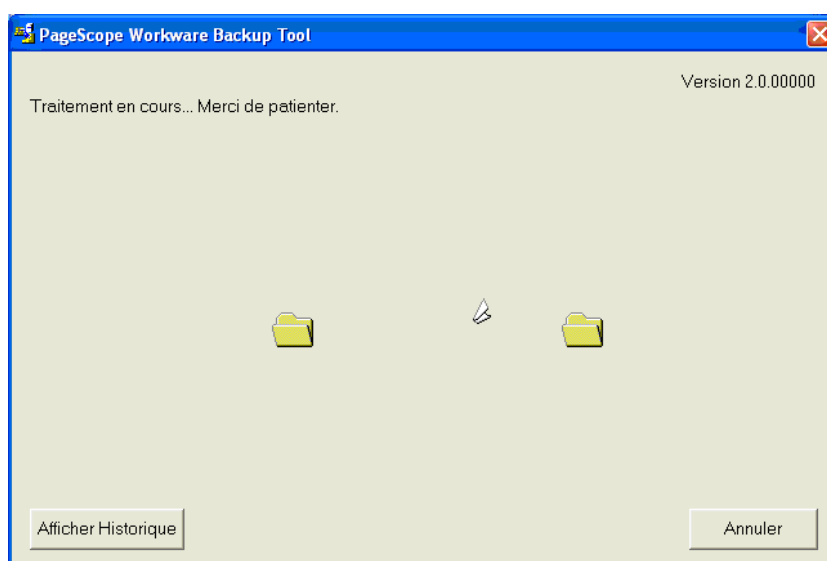 PageScope Workware Backup Tool
Version 2.0.00000
Traitement en cours... Merci de patienter.
Afficher Historique
Annuler